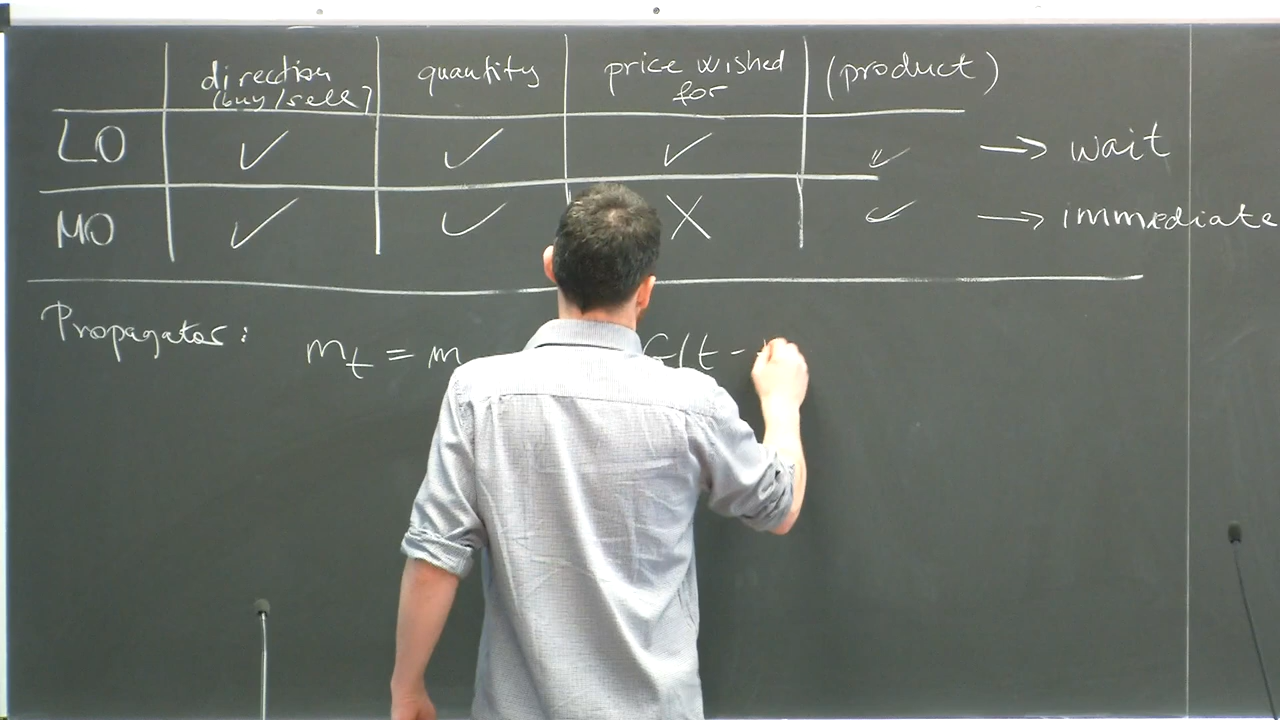 direction quantity price wished (product)
(buy/sell) for
LO ✓ ✓ ✓ ✓ → wait
MO ✓ ✓ X ✓ → immediate
Propagator: m_t = m G(t -